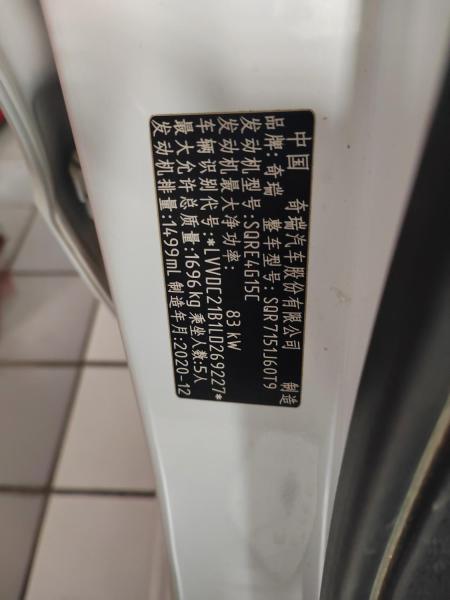 中国 奇瑞汽车股份有限公司 制造
品牌:奇瑞 整车型号:SQR7151J60T9
发动机型号:SQRE4G15C
发动机最大净功率: 83 kW
车辆识别代号:*LVVDC21B1LD269227*
最大允许总质量:1696kg 乘坐人数:5人
发动机排量:1499mL 制造年月:2020-12